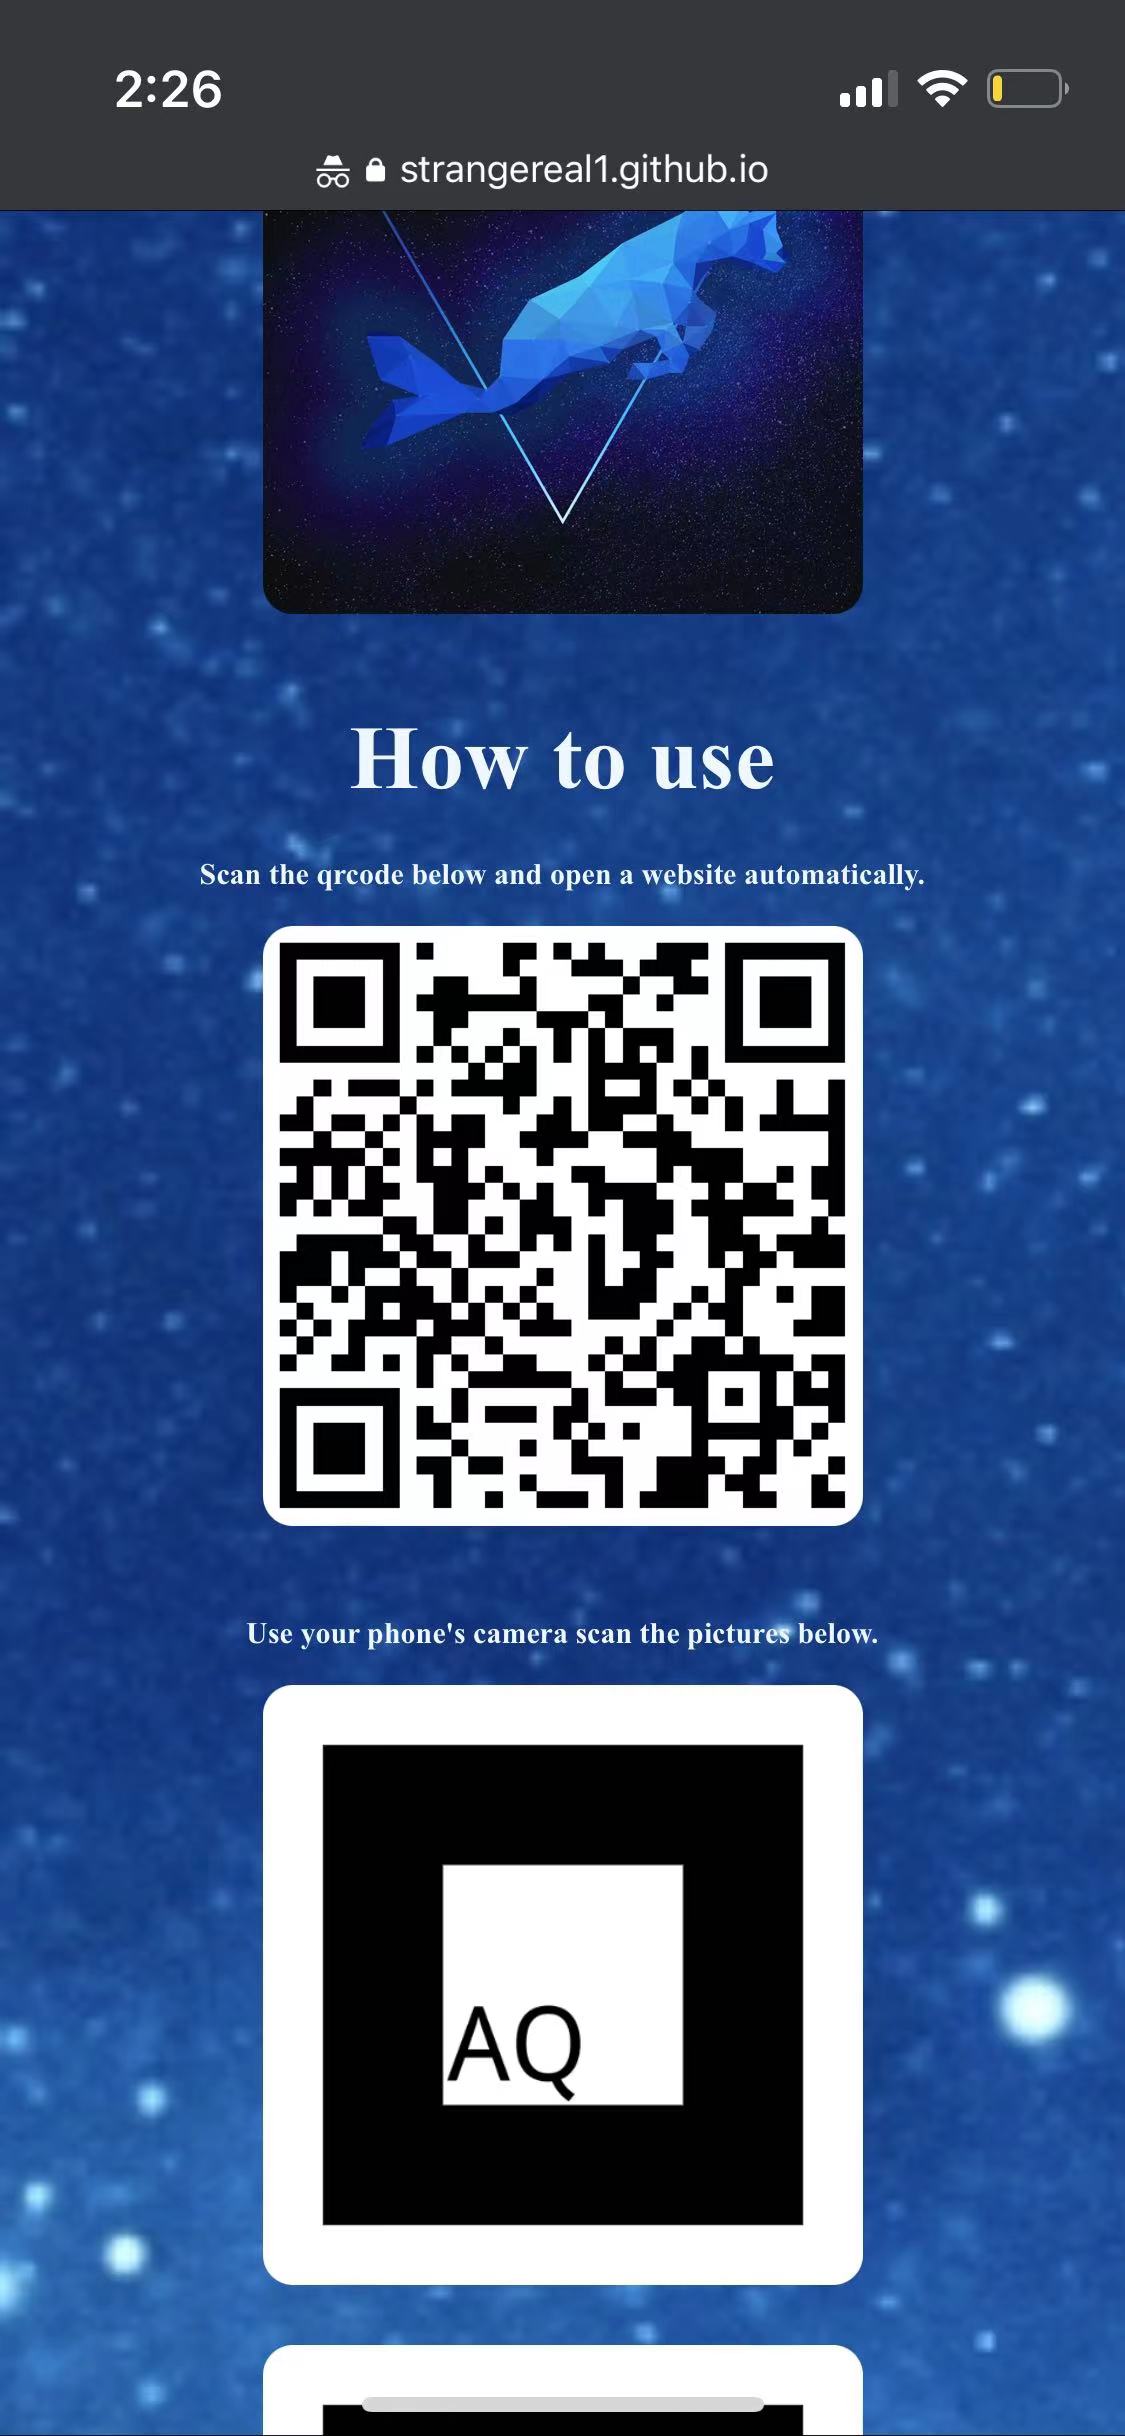 2:26
strangereal1.github.io
How to use
Scan the qrcode below and open a website automatically.
Use your phone's camera scan the pictures below.
AQ